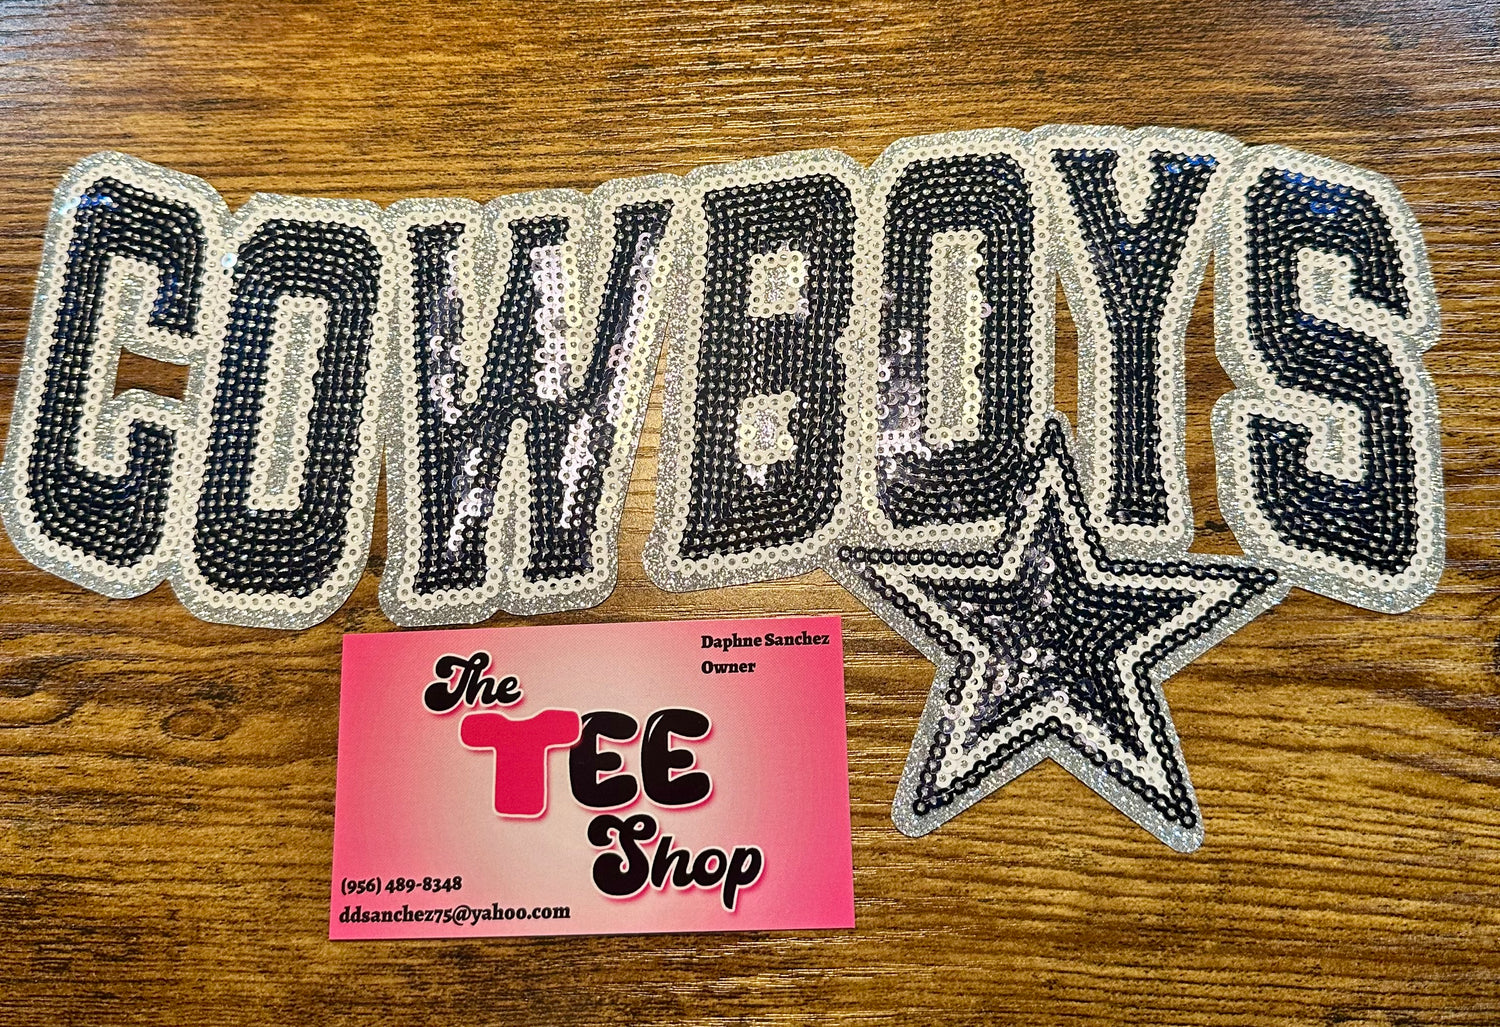 COWBOYS
Daphne Sanchez
Owner
The
TEE
Shop
(956) 489-8348
ddsanchez75@yahoo.com